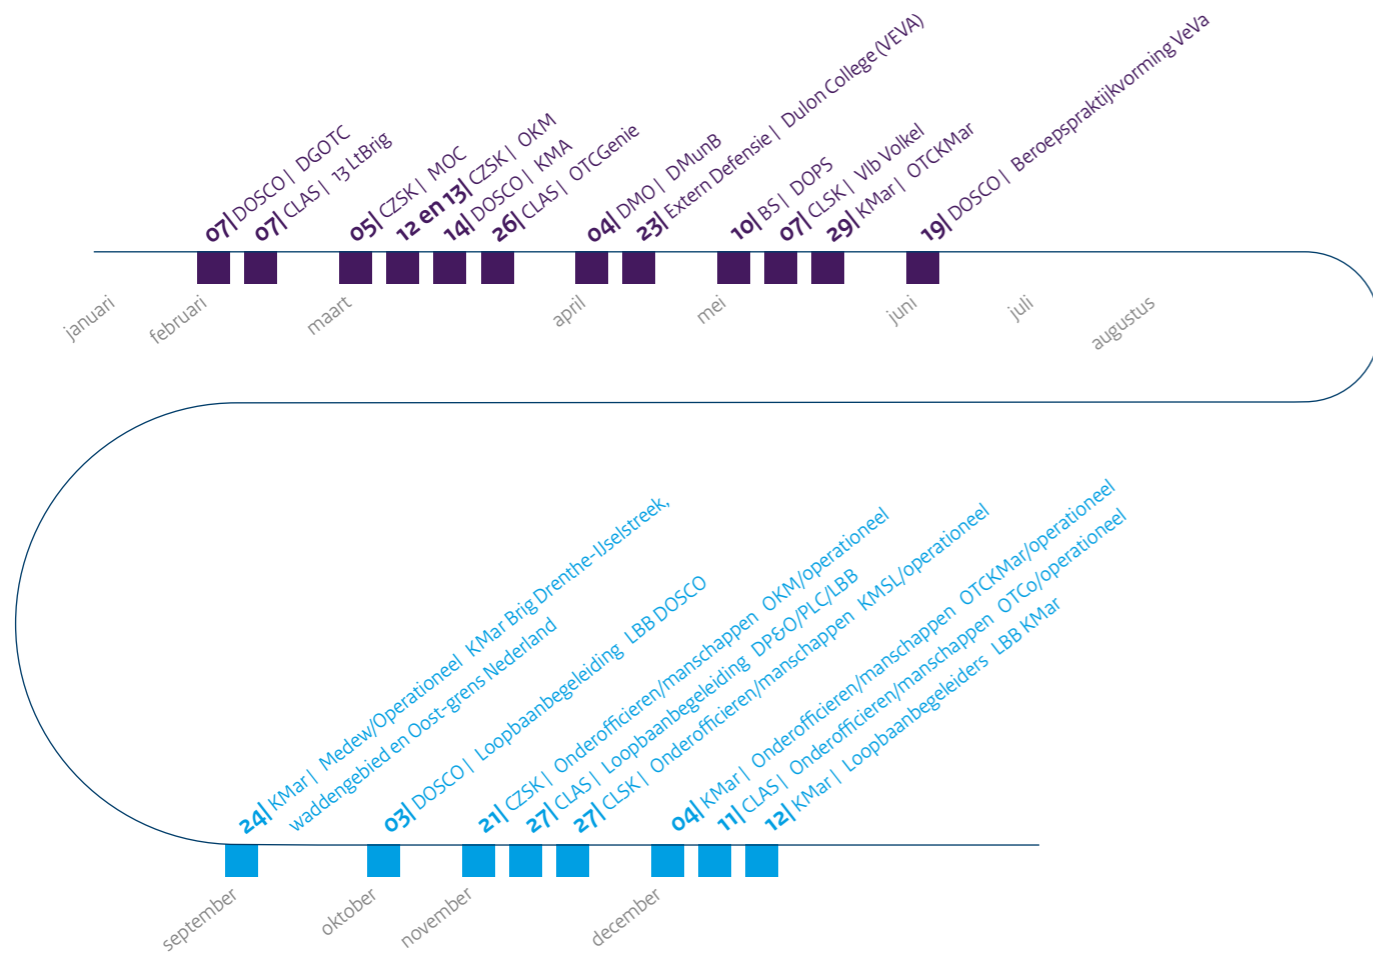 07| DOSCO | DGOTC
07| CLAS | 13 LtBrig
05| CZSK | MOC
12 en 13| CZSK | OKM
14| DOSCO | KMA
26| CLAS | OTCGenie
04| DMO | DMunB
23| Extern Defensie | Dulon College (VEVA)
10| BS | DOPS
07| CLSK | Vlb Volkel
29| KMar | OTCKMar
19| DOSCO | Beroepspraktijkvorming VeVa
januari
februari
maart
april
mei
juni
juli
augustus
24| KMar | Medew/Operationeel KMar Brig Drenthe-IJselstreek,
waddengebied en Oost-grens Nederland
03| DOSCO | Loopbaanbegeleiding LBB DOSCO
21| CZSK | Onderofficieren/manschappen OKM/operationeel
27| CLAS | Loopbaanbegeleiding DP&O/PLC/LBB
27| CLSK | Onderofficieren/manschappen KMSL/operationeel
04| KMar | Onderofficieren/manschappen OTCKMar/operationeel
11| CLAS | Onderofficieren/manschappen OTCo/operationeel
12| KMar | Loopbaanbegeleiders LBB KMar
september
oktober
november
december